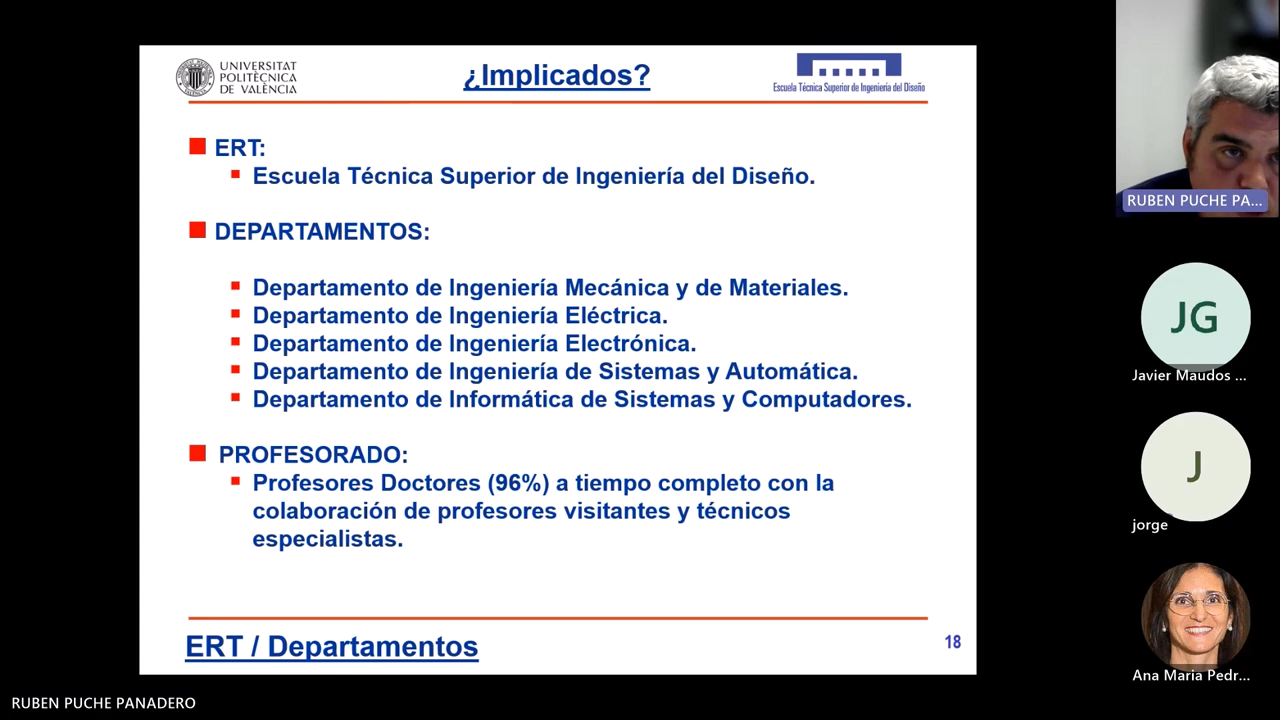 UNIVERSITAT
POLITÈCNICA
DE VALÈNCIA
¿Implicados?
Escuela Técnica Superior de Ingeniería del Diseño
ERT:
Escuela Técnica Superior de Ingeniería del Diseño.
DEPARTAMENTOS:
Departamento de Ingeniería Mecánica y de Materiales.
Departamento de Ingeniería Eléctrica.
Departamento de Ingeniería Electrónica.
Departamento de Ingeniería de Sistemas y Automática.
Departamento de Informática de Sistemas y Computadores.
PROFESORADO:
Profesores Doctores (96%) a tiempo completo con la
colaboración de profesores visitantes y técnicos
especialistas.
ERT / Departamentos
18
RUBEN PUCHE PA...
JG
Javier Maudos ...
J
jorge
Ana Maria Pedr...
RUBEN PUCHE PANADERO